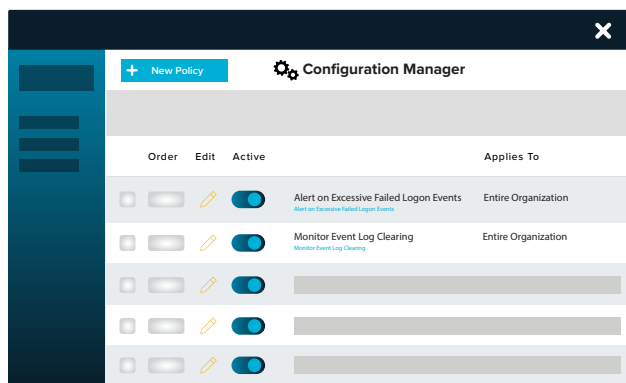 + New Policy
Configuration Manager
Order Edit Active Applies To
Alert on Excessive Failed Logon Events Entire Organization
Alert on Excessive Failed Logon Events
Monitor Event Log Clearing Entire Organization
Monitor Event Log Clearing